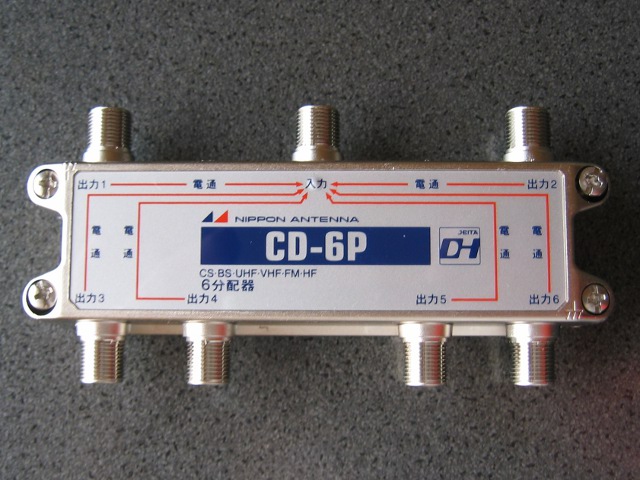 出力1 電通 入力 電通 出力2
NIPPON ANTENNA
CD-6P
JEITA
DH
CS·BS·UHF·VHF·FM·HF
6分配器
電通
電通
電通
電通
出力3 出力4 出力5 出力6